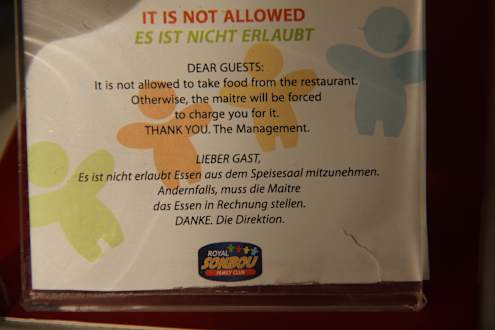 IT IS NOT ALLOWED
ES IST NICHT ERLAUBT
DEAR GUESTS:
It is not allowed to take food from the restaurant.
Otherwise, the maitre will be forced
to charge you for it.
THANK YOU. The Management.
LIEBER GAST,
Es ist nicht erlaubt Essen aus dem Speisesaal mitzunehmen.
Andernfalls, muss die Maitre
das Essen in Rechnung stellen.
DANKE. Die Direktion.
ROYAL
SONBOU
FAMILY CLUB